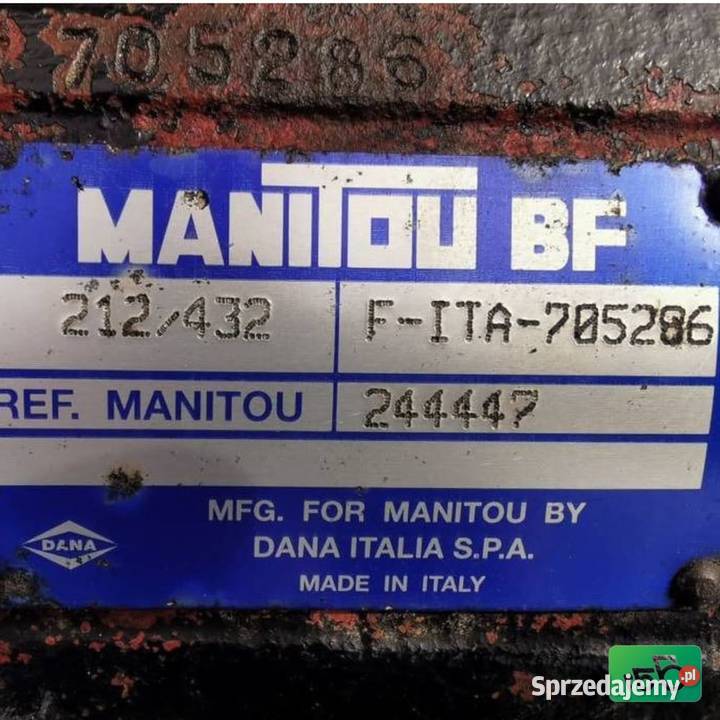 705286
MANITOU BF
212/432 F-ITA-705286
REF. MANITOU 244447
MFG. FOR MANITOU BY
DANA DANA ITALIA S.P.A.
MADE IN ITALY
Sprzedajemy.pl